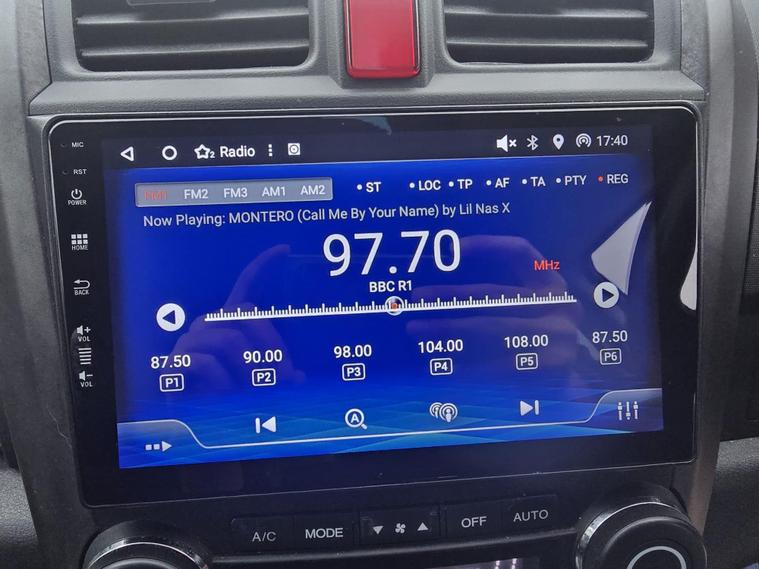 MIC
Radio
17:40
RST
FM1 FM2 FM3 AM1 AM2
ST LOC TP AF TA PTY REG
POWER
Now Playing: MONTERO (Call Me By Your Name) by Lil Nas X
97.70
MHz
HOME
BBC R1
BACK
VOL
87.50 90.00 98.00 104.00 108.00 87.50
P1 P2 P3 P4 P5 P6
VOL
A
A/C MODE OFF AUTO